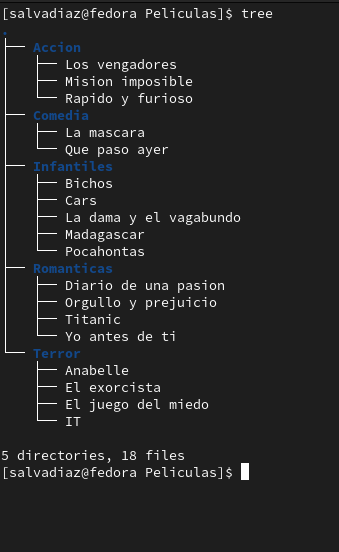 [salvadiaz@fedora Peliculas]$ tree
.
├── Accion
│   ├── Los vengadores
│   ├── Mision imposible
│   └── Rapido y furioso
├── Comedia
│   ├── La mascara
│   └── Que paso ayer
├── Infantiles
│   ├── Bichos
│   ├── Cars
│   ├── La dama y el vagabundo
│   ├── Madagascar
│   └── Pocahontas
├── Romanticas
│   ├── Diario de una pasion
│   ├── Orgullo y prejuicio
│   ├── Titanic
│   └── Yo antes de ti
└── Terror
    ├── Anabelle
    ├── El exorcista
    ├── El juego del miedo
    └── IT

5 directories, 18 files
[salvadiaz@fedora Peliculas]$